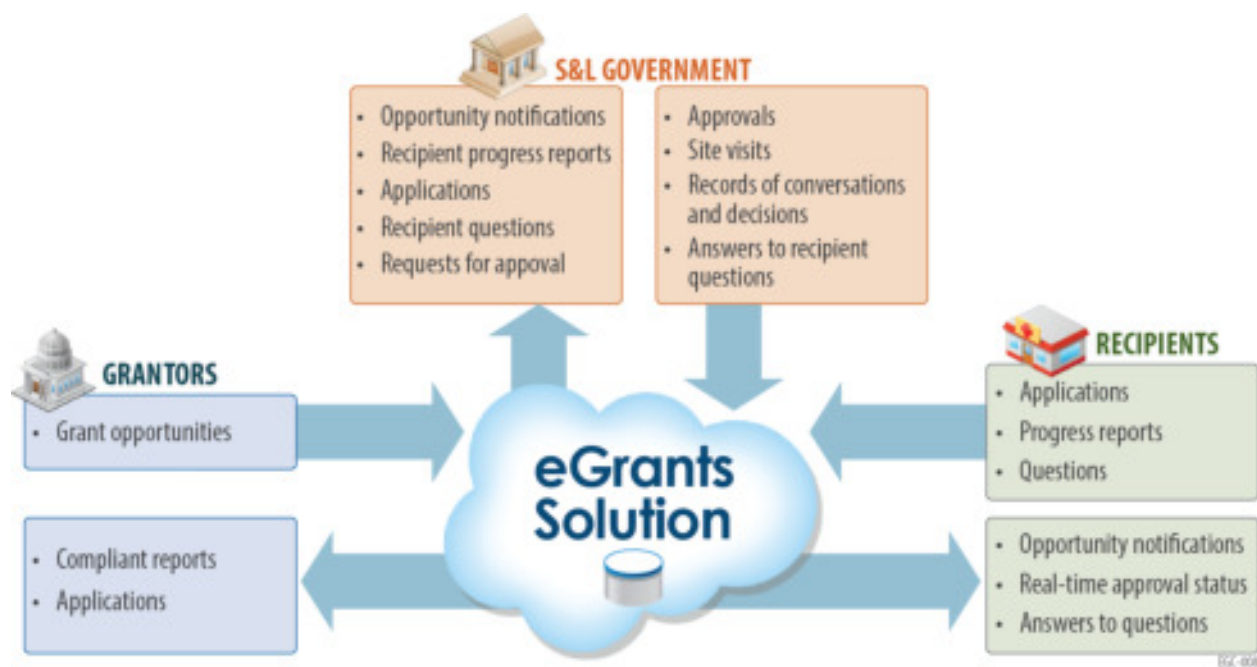 S&L GOVERNMENT
• Opportunity notifications
• Recipient progress reports
• Applications
• Recipient questions
• Requests for appoval
• Approvals
• Site visits
• Records of conversations
and decisions
• Answers to recipient
questions
GRANTORS
• Grant opportunities
• Compliant reports
• Applications
eGrants
Solution
RECIPIENTS
• Applications
• Progress reports
• Questions
• Opportunity notifications
• Real-time approval status
• Answers to questions